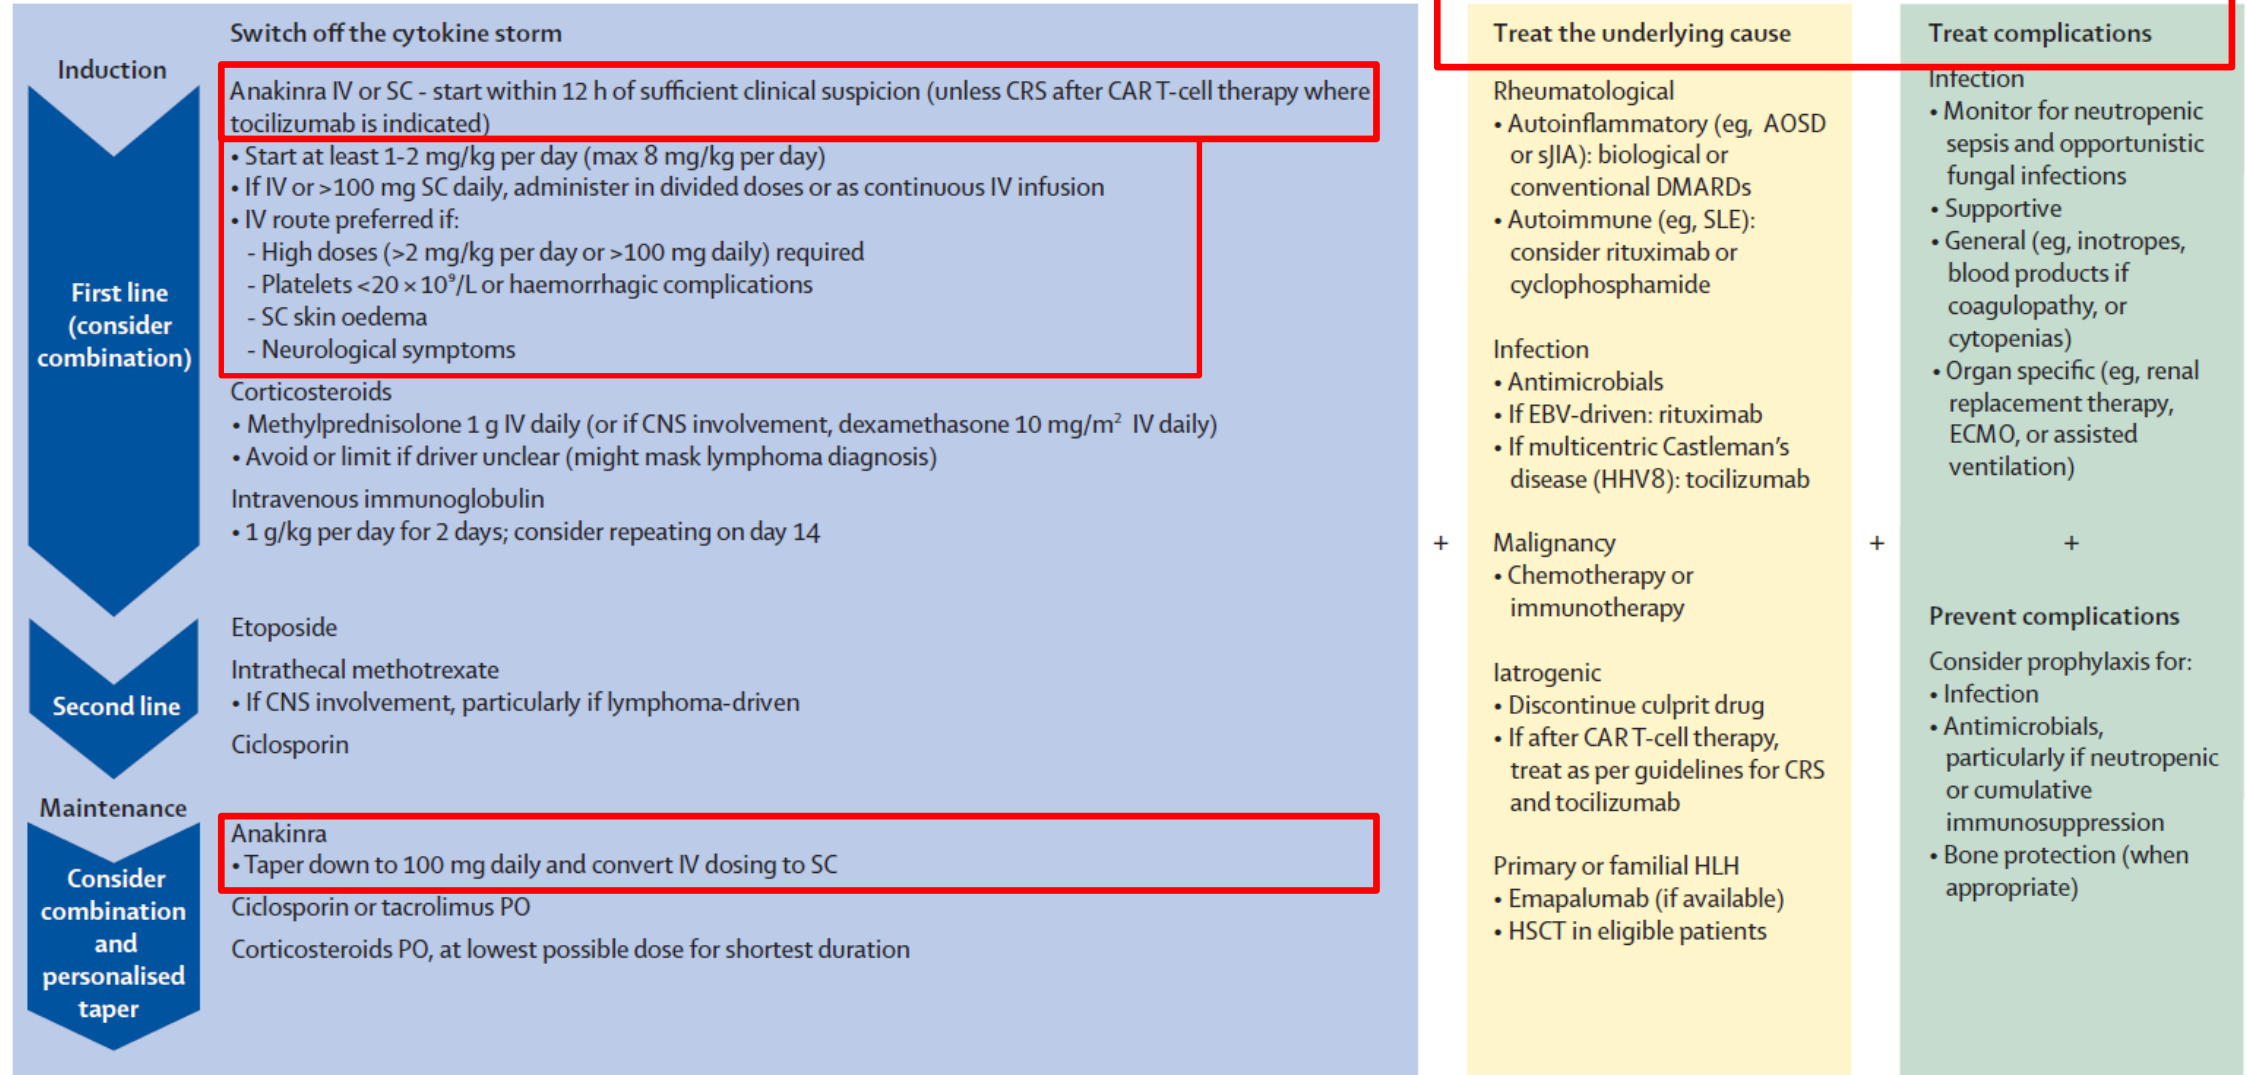 Switch off the cytokine storm
Induction
Anakinra IV or SC - start within 12 h of sufficient clinical suspicion (unless CRS after CAR T-cell therapy where
tocilizumab is indicated)
• Start at least 1-2 mg/kg per day (max 8 mg/kg per day)
• If IV or >100 mg SC daily, administer in divided doses or as continuous IV infusion
• IV route preferred if:
- High doses (>2 mg/kg per day or >100 mg daily) required
- Platelets <20 × 10⁹/L or haemorrhagic complications
- SC skin oedema
- Neurological symptoms
First line
(consider
combination)
Corticosteroids
• Methylprednisolone 1 g IV daily (or if CNS involvement, dexamethasone 10 mg/m² IV daily)
• Avoid or limit if driver unclear (might mask lymphoma diagnosis)
Intravenous immunoglobulin
• 1 g/kg per day for 2 days; consider repeating on day 14
Second line
Etoposide
Intrathecal methotrexate
• If CNS involvement, particularly if lymphoma-driven
Ciclosporin
Maintenance
Consider
combination
and
personalised
taper
Anakinra
• Taper down to 100 mg daily and convert IV dosing to SC
Ciclosporin or tacrolimus PO
Corticosteroids PO, at lowest possible dose for shortest duration
+
Treat the underlying cause
Rheumatological
• Autoinflammatory (eg, AOSD
or sJIA): biological or
conventional DMARDs
• Autoimmune (eg, SLE):
consider rituximab or
cyclophosphamide
Infection
• Antimicrobials
• If EBV-driven: rituximab
• If multicentric Castleman's
disease (HHV8): tocilizumab
Malignancy
• Chemotherapy or
immunotherapy
Iatrogenic
• Discontinue culprit drug
• If after CAR T-cell therapy,
treat as per guidelines for CRS
and tocilizumab
Primary or familial HLH
• Emapalumab (if available)
• HSCT in eligible patients
+
Treat complications
Infection
• Monitor for neutropenic
sepsis and opportunistic
fungal infections
• Supportive
• General (eg, inotropes,
blood products if
coagulopathy, or
cytopenias)
• Organ specific (eg, renal
replacement therapy,
ECMO, or assisted
ventilation)
+
Prevent complications
Consider prophylaxis for:
• Infection
• Antimicrobials,
particularly if neutropenic
or cumulative
immunosuppression
• Bone protection (when
appropriate)